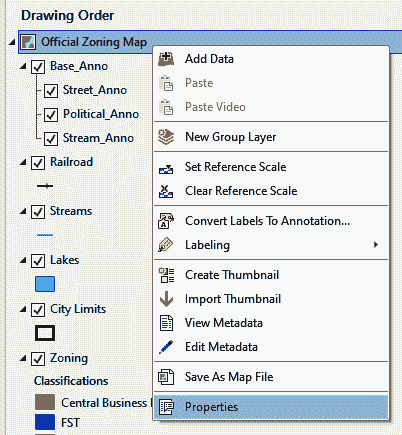 Drawing Order
Official Zoning Map
Base_Anno
Street_Anno
Political_Anno
Stream_Anno
Railroad
Streams
Lakes
City Limits
Zoning
Classifications
Central Business
FST
Add Data
Paste
Paste Video
New Group Layer
Set Reference Scale
Clear Reference Scale
Convert Labels To Annotation...
Labeling
Create Thumbnail
Import Thumbnail
View Metadata
Edit Metadata
Save As Map File
Properties